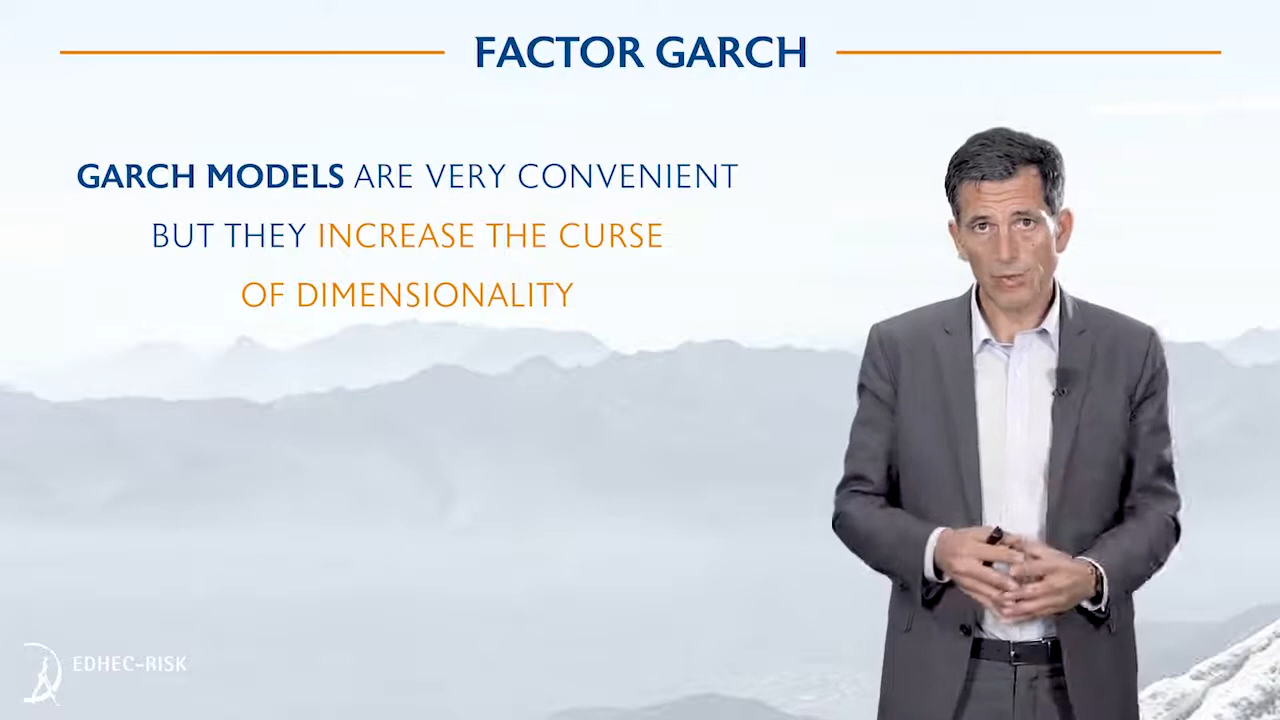 FACTOR GARCH
GARCH MODELS ARE VERY CONVENIENT
BUT THEY INCREASE THE CURSE
OF DIMENSIONALITY
EDHEC-RISK